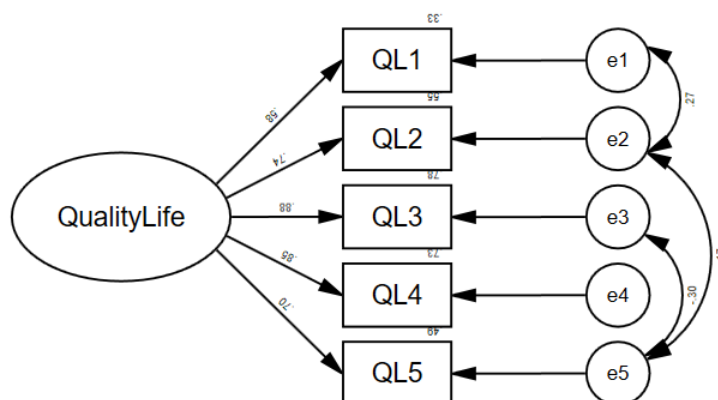 .33
QL1
e1
.58
.27
.55
QL2
e2
.74
.78
QualityLife
.88
QL3
e3
.73
.85
QL4
e4
-.30
.70
.49
QL5
e5